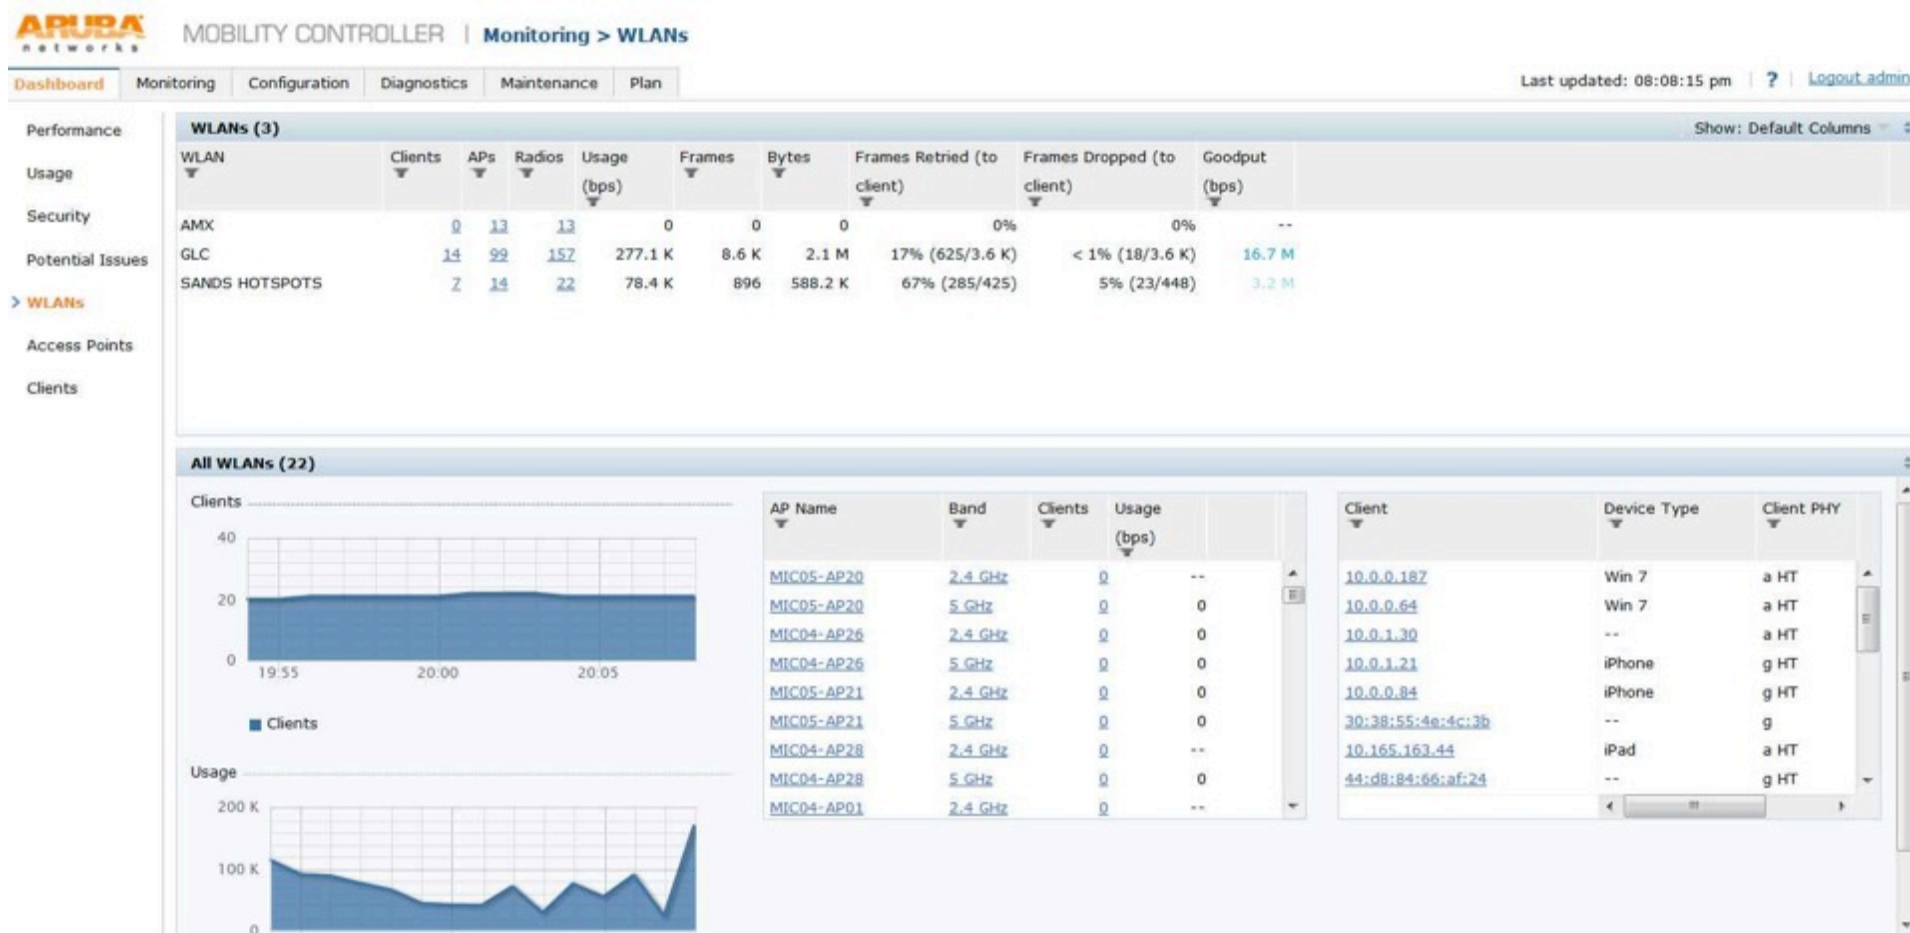 ARUBA
networks
MOBILITY CONTROLLER | Monitoring > WLANs
Dashboard Monitoring Configuration Diagnostics Maintenance Plan
Last updated: 08:08:15 pm | ? | Logout admin
Performance
Usage
Security
Potential Issues
> WLANs
Access Points
Clients
WLANs (3) Show: Default Columns
WLAN Clients APs Radios Usage (bps) Frames Bytes Frames Retried (to client) Frames Dropped (to client) Goodput (bps)
AMX 0 13 13 0 0 0 0% 0% --
GLC 14 99 157 277.1 K 8.6 K 2.1 M 17% (625/3.6 K) < 1% (18/3.6 K) 16.7 M
SANDS HOTSPOTS 7 14 22 78.4 K 896 588.2 K 67% (285/425) 5% (23/448) 3.2 M
All WLANs (22)
Clients
40
20
0
19:55 20:00 20:05
Clients
Usage
200 K
100 K
0
AP Name Band Clients Usage (bps)
MIC05-AP20 2.4 GHz 0 --
MIC05-AP20 5 GHz 0 0
MIC04-AP26 2.4 GHz 0 0
MIC04-AP26 5 GHz 0 0
MIC05-AP21 2.4 GHz 0 0
MIC05-AP21 5 GHz 0 0
MIC04-AP28 2.4 GHz 0 --
MIC04-AP28 5 GHz 0 0
MIC04-AP01 2.4 GHz 0 --
Client Device Type Client PHY
10.0.0.187 Win 7 a HT
10.0.0.64 Win 7 a HT
10.0.1.30 -- a HT
10.0.1.21 iPhone g HT
10.0.0.84 iPhone g HT
30:38:55:4e:4c:3b -- g
10.165.163.44 iPad a HT
44:d8:84:66:af:24 -- g HT